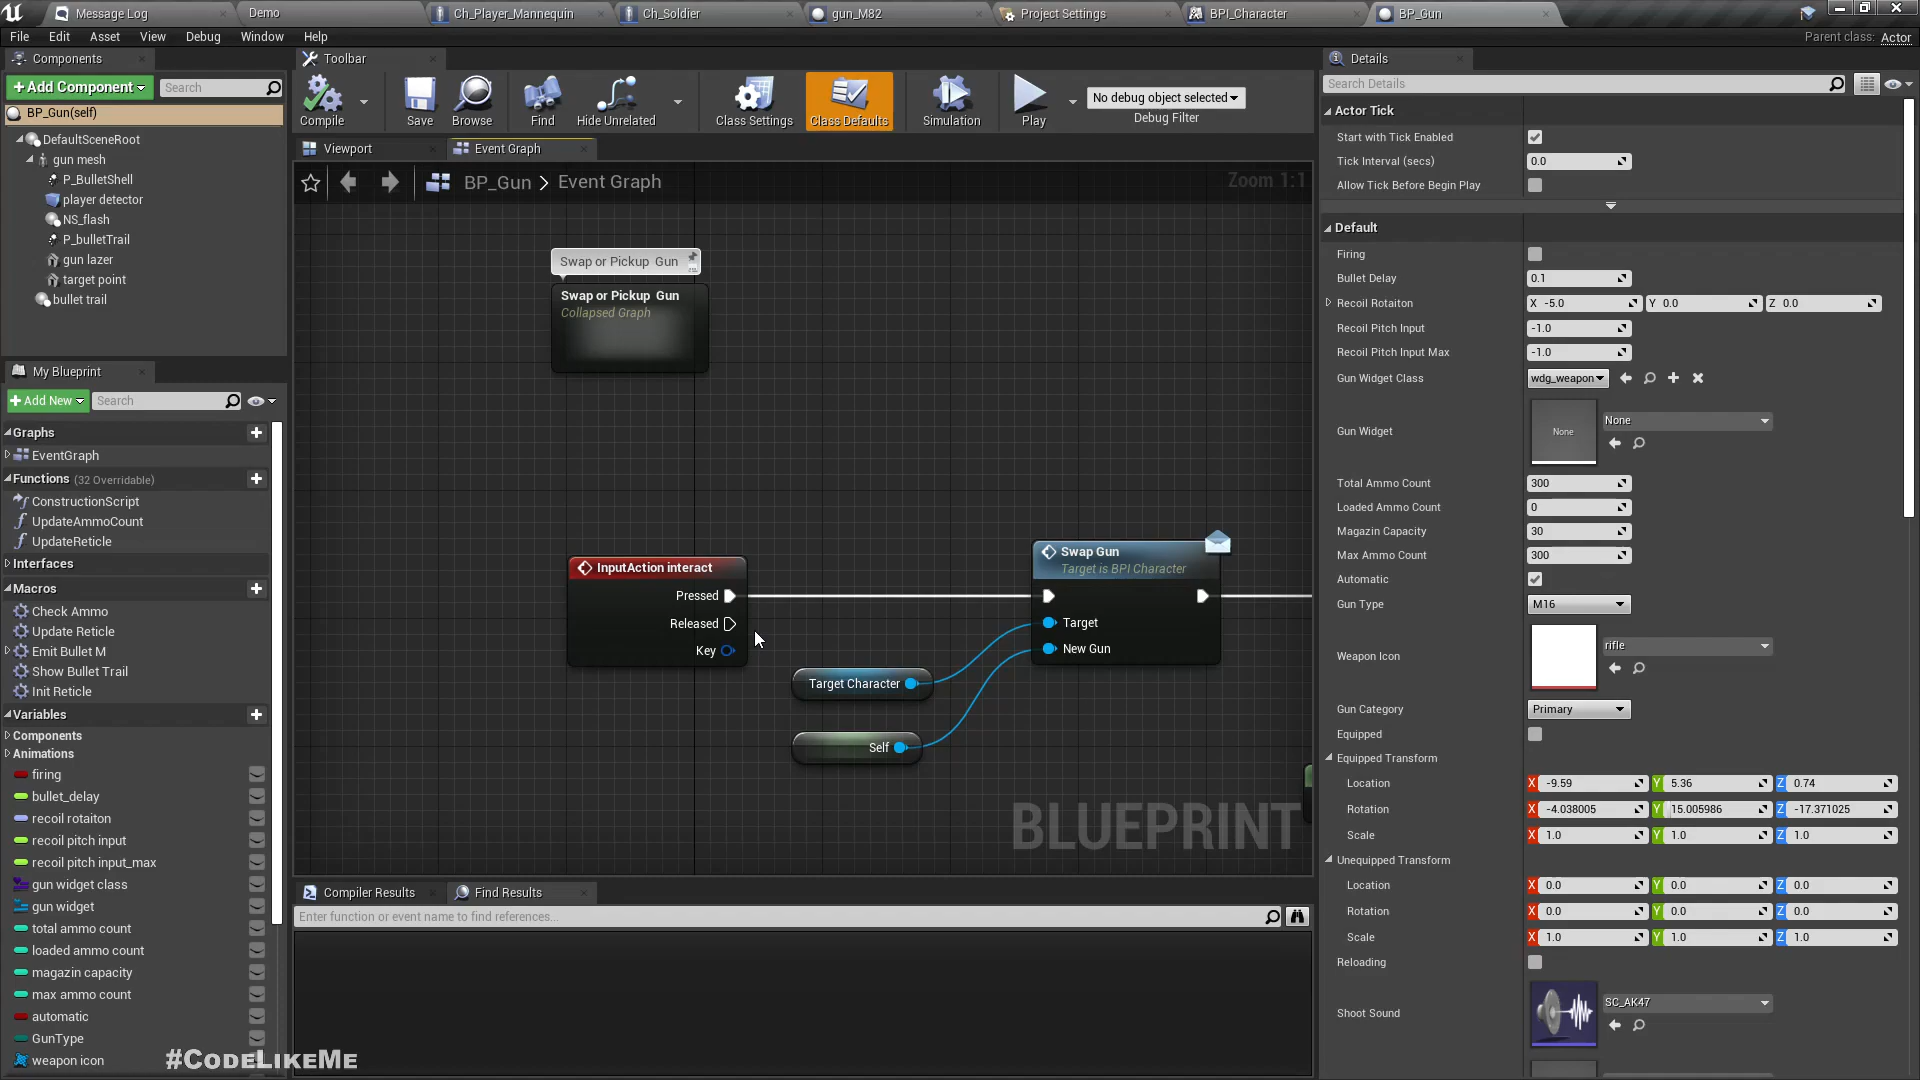 Message Log
Demo
Ch_Player_Mannequin
Ch_Soldier
gun_M82
Project Settings
BPI_Character
BP_Gun
File Edit Asset View Debug Window Help
Parent class: Actor
Components
+Add Component
Search
BP_Gun(self)
DefaultSceneRoot
gun mesh
P_BulletShell
player detector
NS_flash
P_bulletTrail
gun lazer
target point
bullet trail
My Blueprint
+Add New
Search
Graphs
EventGraph
Functions (32 Overridable)
ConstructionScript
UpdateAmmoCount
UpdateReticle
Interfaces
Macros
Check Ammo
Update Reticle
Emit Bullet M
Show Bullet Trail
Init Reticle
Variables
Components
Animations
firing
bullet_delay
recoil rotaiton
recoil pitch input
recoil pitch input_max
gun widget class
gun widget
total ammo count
loaded ammo count
magazin capacity
max ammo count
automatic
GunType
weapon icon
#CodeLikeMe
Toolbar
Compile
Save
Browse
Find
Hide Unrelated
Class Settings
Class Defaults
Simulation
Play
No debug object selected
Debug Filter
Viewport
Event Graph
BP_Gun > Event Graph
Zoom 1:1
Swap or Pickup Gun
Swap or Pickup Gun
Collapsed Graph
InputAction interact
Pressed
Released
Key
Swap Gun
Target is BPI Character
Target
New Gun
Target Character
Self
BLUEPRINT
Compiler Results
Find Results
Enter function or event name to find references...
Details
Search Details
Actor Tick
Start with Tick Enabled
Tick Interval (secs) 0.0
Allow Tick Before Begin Play
Default
Firing
Bullet Delay 0.1
Recoil Rotaiton X -5.0 Y 0.0 Z 0.0
Recoil Pitch Input -1.0
Recoil Pitch Input Max -1.0
Gun Widget Class wdg_weapon
Gun Widget None None
Total Ammo Count 300
Loaded Ammo Count 0
Magazin Capacity 30
Max Ammo Count 300
Automatic
Gun Type M16
Weapon Icon rifle
Gun Category Primary
Equipped
Equipped Transform
Location X -9.59 Y 5.36 Z 0.74
Rotation X -4.038005 Y 15.005986 Z -17.371025
Scale X 1.0 Y 1.0 Z 1.0
Unequipped Transform
Location X 0.0 Y 0.0 Z 0.0
Rotation X 0.0 Y 0.0 Z 0.0
Scale X 1.0 Y 1.0 Z 1.0
Reloading
Shoot Sound SC_AK47